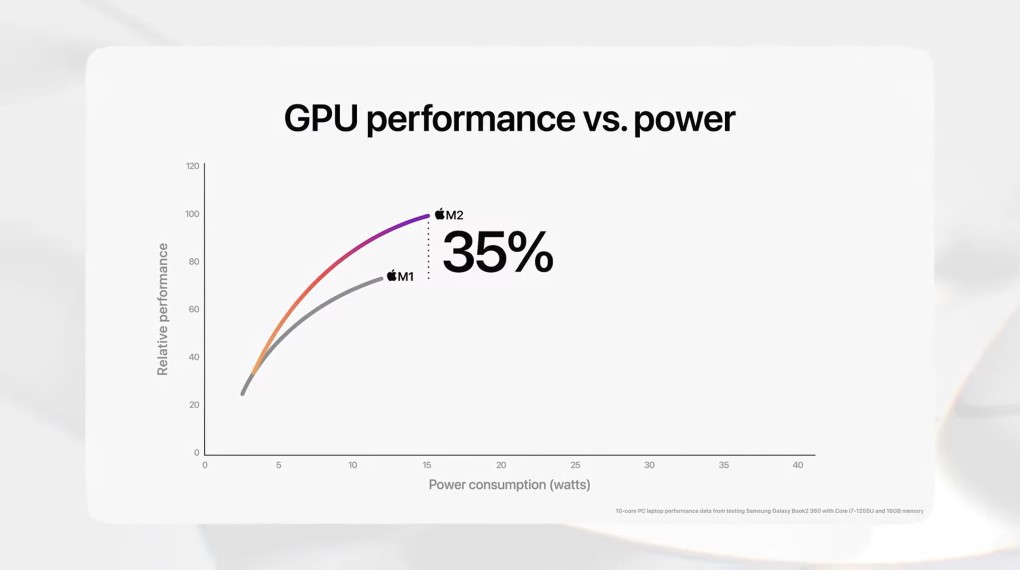 GPU performance vs. power
120
100
80
60
40
20
0
Relative performance
M2
35%
M1
0 5 10 15 20 25 30 35 40
Power consumption (watts)
10-core PC laptop performance data from testing Samsung Galaxy Book2 360 with Core i7-1255U and 16GB memory